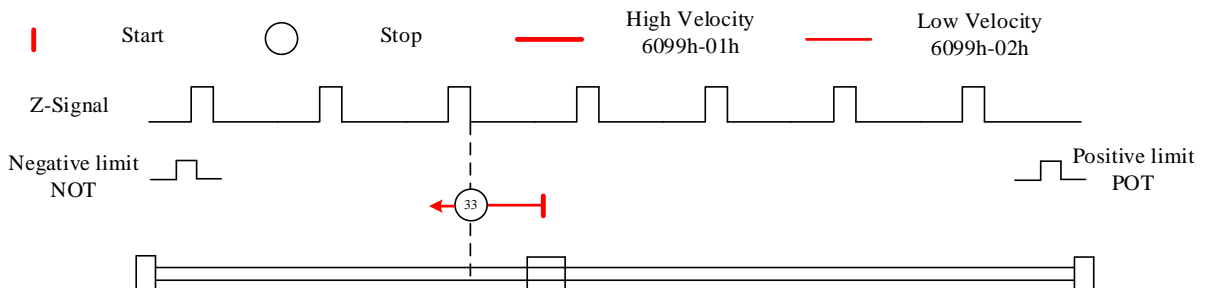 Start
Stop
High Velocity
6099h-01h
Low Velocity
6099h-02h
Z-Signal
Negative limit
NOT
Positive limit
POT
33